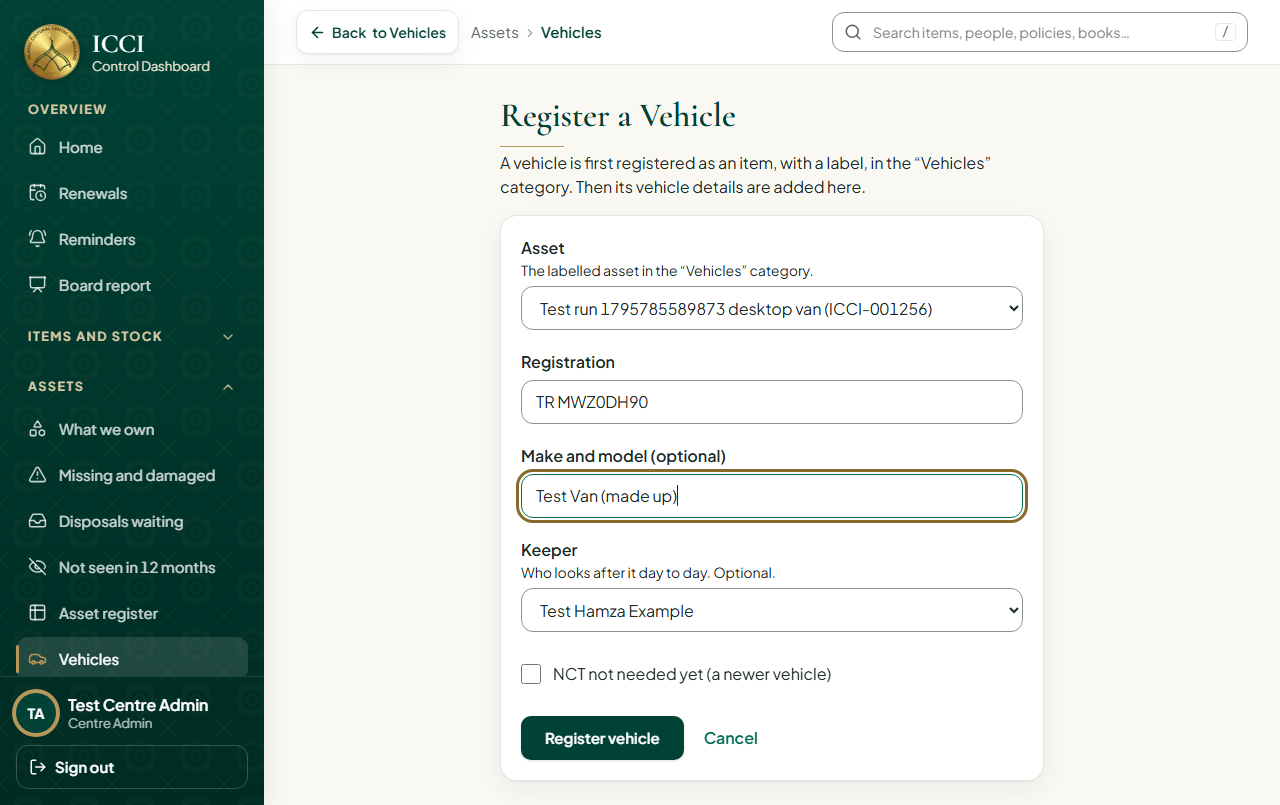 ICCI
Control Dashboard
OVERVIEW
Home
Renewals
Reminders
Board report
ITEMS AND STOCK
ASSETS
What we own
Missing and damaged
Disposals waiting
Not seen in 12 months
Asset register
Vehicles
TA
Test Centre Admin
Centre Admin
Sign out
Back to Vehicles
Assets
Vehicles
Search items, people, policies, books…
/
Register a Vehicle
A vehicle is first registered as an item, with a label, in the “Vehicles”
category. Then its vehicle details are added here.
Asset
The labelled asset in the “Vehicles” category.
Test run 1795785589873 desktop van (ICCI-001256)
Registration
TR MWZ0DH90
Make and model (optional)
Test Van (made up)
Keeper
Who looks after it day to day. Optional.
Test Hamza Example
NCT not needed yet (a newer vehicle)
Register vehicle
Cancel